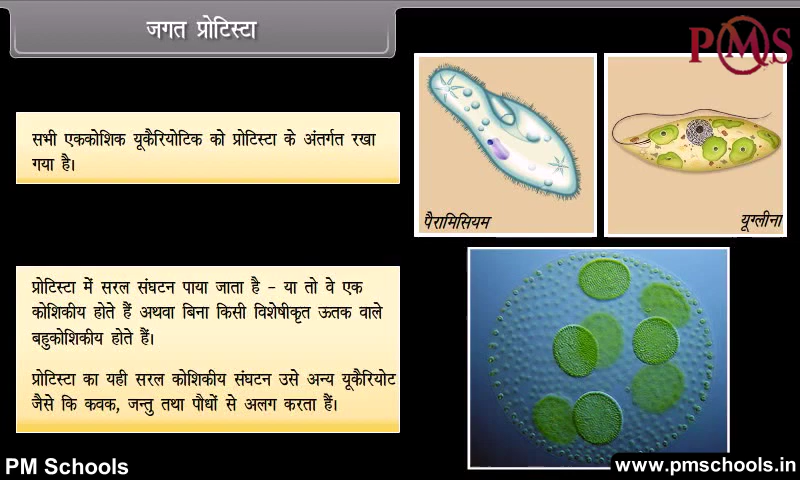 जगत प्रोटिस्टा
PMS
सभी एककोशिक यूकैरियोटिक को प्रोटिस्टा के अंतर्गत रखा
गया है।
पैरामिसियम
यूग्लीना
प्रोटिस्टा में सरल संघटन पाया जाता है – या तो वे एक
कोशिकीय होते हैं अथवा बिना किसी विशेषीकृत ऊतक वाले
बहुकोशिकीय होते हैं।
प्रोटिस्टा का यही सरल कोशिकीय संघटन उसे अन्य यूकैरियोट
जैसे कि कवक, जन्तु तथा पौधों से अलग करता हैं।
PM Schools
www.pmschools.in